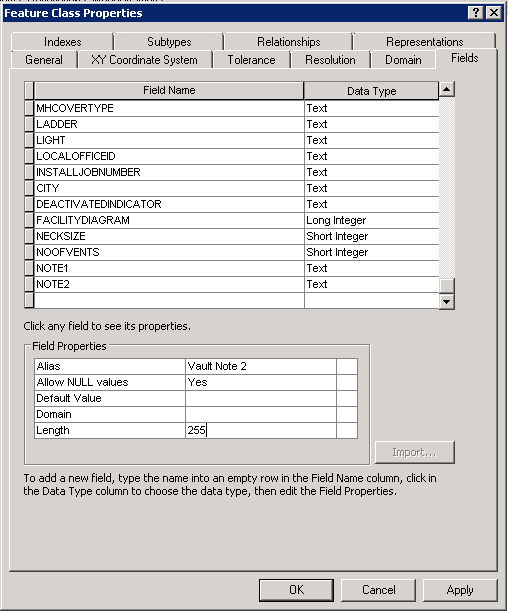 Feature Class Properties
Indexes Subtypes Relationships Representations
General XY Coordinate System Tolerance Resolution Domain Fields
Field Name Data Type
MHCOVERTYPE Text
LADDER Text
LIGHT Text
LOCALOFFICEID Text
INSTALLJOBNUMBER Text
CITY Text
DEACTIVATEDINDICATOR Text
FACILITYDIAGRAM Long Integer
NECKSIZE Short Integer
NOOFVENTS Short Integer
NOTE1 Text
NOTE2 Text
Click any field to see its properties.
Field Properties
Alias Vault Note 2
Allow NULL values Yes
Default Value
Domain
Length 255
Import...
To add a new field, type the name into an empty row in the Field Name column, click in
the Data Type column to choose the data type, then edit the Field Properties.
OK Cancel Apply